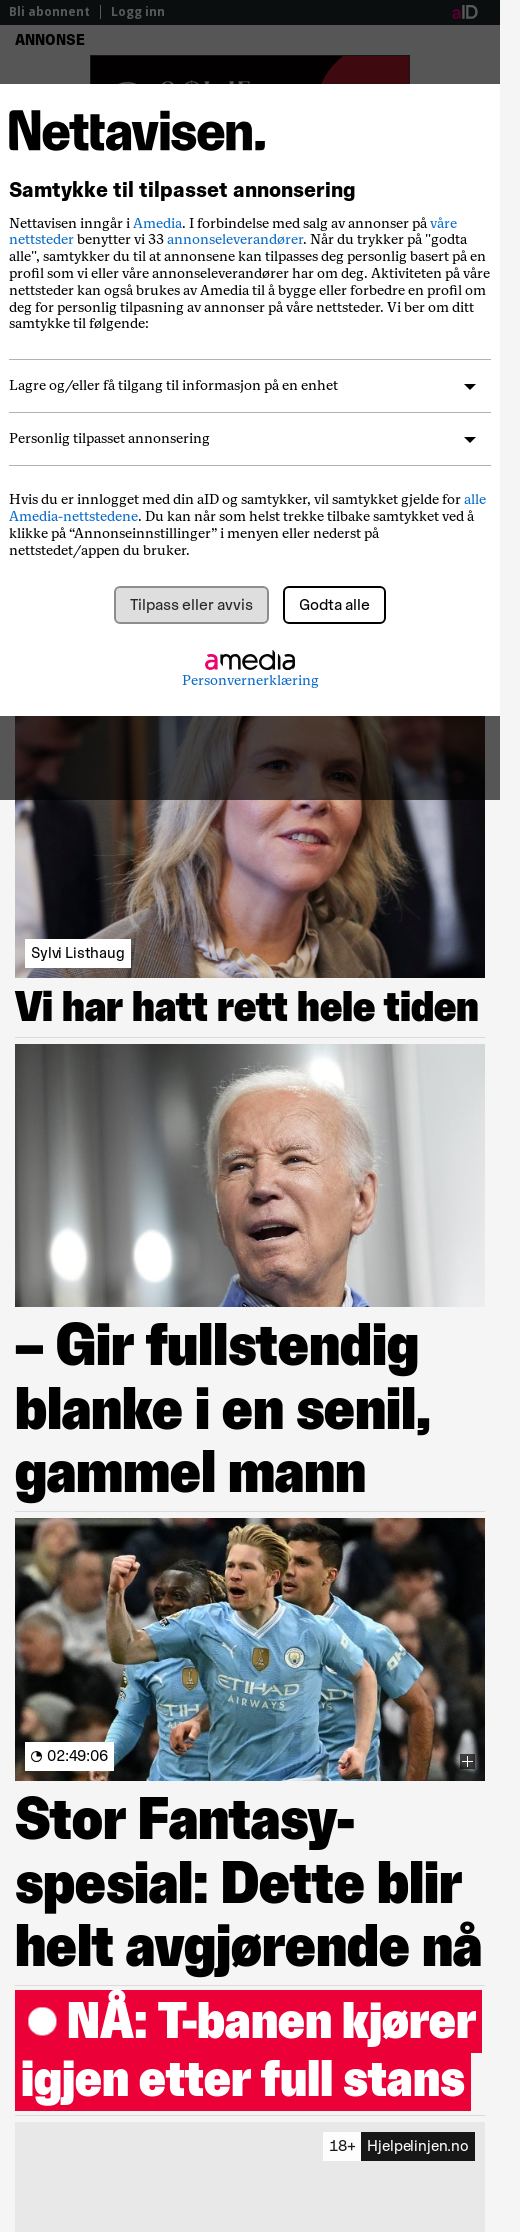 Bli abonnent | Logg inn
aID
ANNONSE
Nettavisen.
Samtykke til tilpasset annonsering
Nettavisen inngår i Amedia. I forbindelse med salg av annonser på våre
nettsteder benytter vi 33 annonseleverandører. Når du trykker på "godta
alle", samtykker du til at annonsene kan tilpasses deg personlig basert på en
profil som vi eller våre annonseleverandører har om deg. Aktiviteten på våre
nettsteder kan også brukes av Amedia til å bygge eller forbedre en profil om
deg for personlig tilpasning av annonser på våre nettsteder. Vi ber om ditt
samtykke til følgende:
Lagre og/eller få tilgang til informasjon på en enhet
Personlig tilpasset annonsering
Hvis du er innlogget med din aID og samtykker, vil samtykket gjelde for alle
Amedia-nettstedene. Du kan når som helst trekke tilbake samtykket ved å
klikke på “Annonseinnstillinger” i menyen eller nederst på
nettstedet/appen du bruker.
Tilpass eller avvis
Godta alle
amedia
Personvernerklæring
Sylvi Listhaug
Vi har hatt rett hele tiden
– Gir fullstendig
blanke i en senil,
gammel mann
ETIHAD
AIRWAYS
02:49:06
Stor Fantasy-
spesial: Dette blir
helt avgjørende nå
NÅ: T-banen kjører
igjen etter full stans
18+ Hjelpelinjen.no